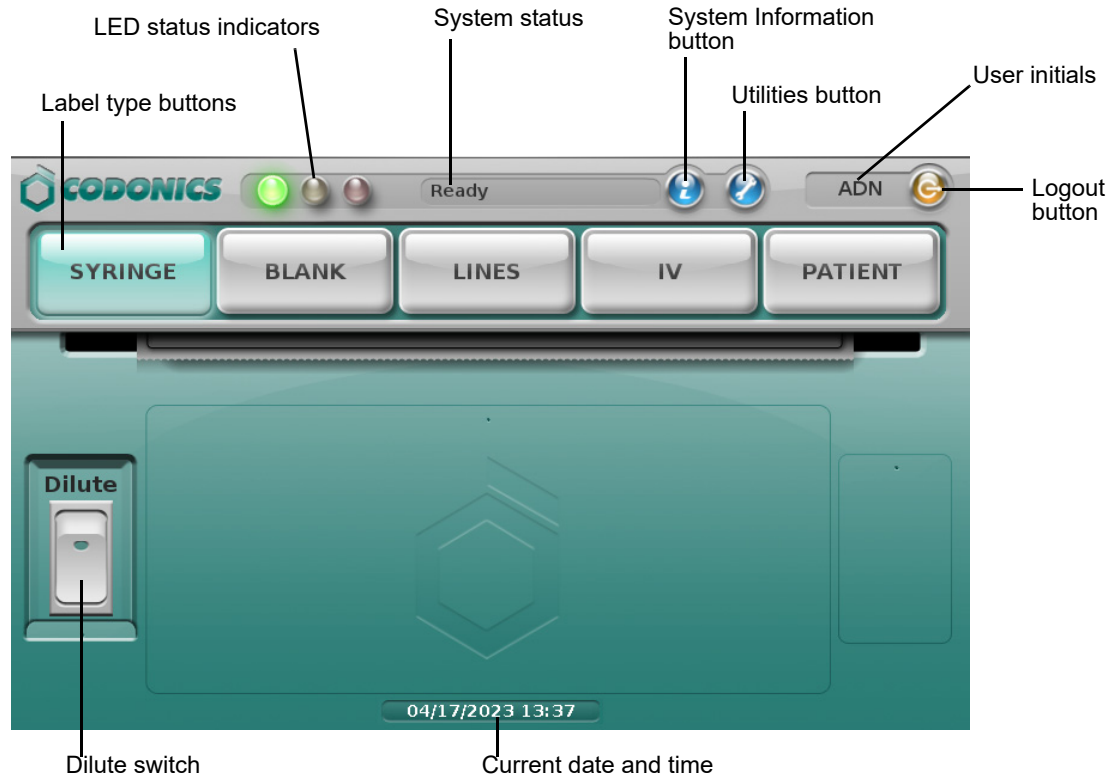 System status
System Information
button
LED status indicators
User initials
Utilities button
Label type buttons
CODONICS
Ready
ADN
Logout
button
SYRINGE
BLANK
LINES
IV
PATIENT
Dilute
04/17/2023 13:37
Dilute switch
Current date and time